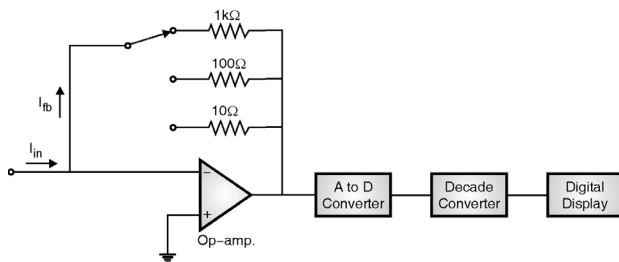 1kΩ
100Ω
10Ω
Ifb
Iin
−
+
Op−amp.
A to D
Converter
Decade
Converter
Digital
Display